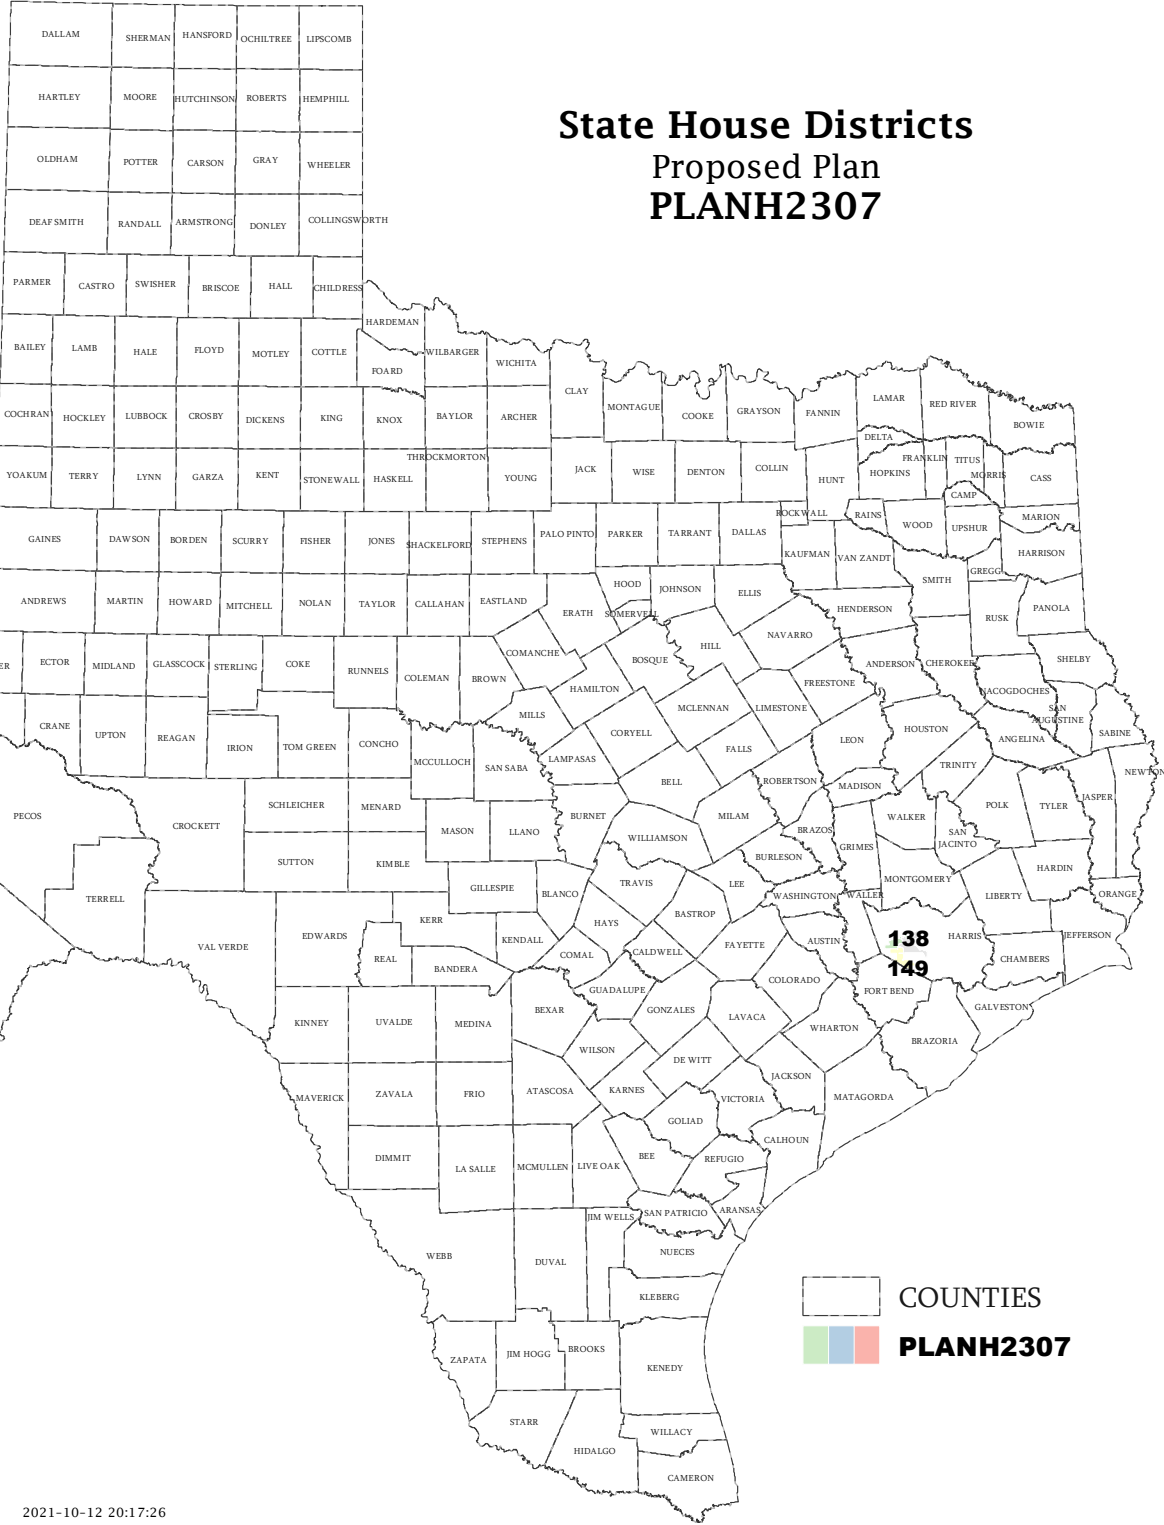 State House Districts
Proposed Plan
PLANH2307
DALLAM SHERMAN HANSFORD OCHILTREE LIPSCOMB
HARTLEY MOORE HUTCHINSON ROBERTS HEMPHILL
OLDHAM POTTER CARSON GRAY WHEELER
DEAF SMITH RANDALL ARMSTRONG DONLEY COLLINGSWORTH
PARMER CASTRO SWISHER BRISCOE HALL CHILDRESS
HARDEMAN
BAILEY LAMB HALE FLOYD MOTLEY COTTLE FOARD WILBARGER WICHITA
CLAY
COCHRAN HOCKLEY LUBBOCK CROSBY DICKENS KING KNOX BAYLOR ARCHER MONTAGUE COOKE GRAYSON FANNIN LAMAR RED RIVER BOWIE
DELTA
YOAKUM TERRY LYNN GARZA KENT STONEWALL HASKELL THROCKMORTON YOUNG JACK WISE DENTON COLLIN HUNT HOPKINS FRANKLIN TITUS MORRIS CASS
CAMP
GAINES DAWSON BORDEN SCURRY FISHER JONES SHACKELFORD STEPHENS PALO PINTO PARKER TARRANT DALLAS ROCKWALL RAINS WOOD UPSHUR MARION
KAUFMAN VAN ZANDT HARRISON
GREGG
ANDREWS MARTIN HOWARD MITCHELL NOLAN TAYLOR CALLAHAN EASTLAND ERATH HOOD SOMERVELL JOHNSON ELLIS HENDERSON SMITH RUSK PANOLA
NAVARRO
ER ECTOR MIDLAND GLASSCOCK STERLING COKE RUNNELS COLEMAN BROWN COMANCHE BOSQUE HILL ANDERSON CHEROKEE SHELBY
HAMILTON FREESTONE NACOGDOCHES
MILLS MCLENNAN LIMESTONE SAN
AUGUSTINE
CRANE UPTON REAGAN IRION TOM GREEN CONCHO CORYELL FALLS LEON HOUSTON ANGELINA SABINE
MCCULLOCH SAN SABA LAMPASAS TRINITY NEWTON
BELL ROBERTSON MADISON
PECOS CROCKETT SCHLEICHER MENARD MASON LLANO BURNET MILAM BRAZOS WALKER POLK TYLER JASPER
SAN
JACINTO
SUTTON KIMBLE WILLIAMSON BURLESON GRIMES
HARDIN
TERRELL GILLESPIE BLANCO TRAVIS LEE WASHINGTON WALLER MONTGOMERY LIBERTY ORANGE
VAL VERDE EDWARDS KERR HAYS BASTROP
REAL KENDALL COMAL CALDWELL FAYETTE AUSTIN 138 HARRIS JEFFERSON
BANDERA CHAMBERS
149
COLORADO FORT BEND
KINNEY UVALDE MEDINA BEXAR GUADALUPE GONZALES LAVACA WHARTON GALVESTON
WILSON BRAZORIA
DE WITT
MAVERICK ZAVALA FRIO ATASCOSA KARNES JACKSON
VICTORIA MATAGORDA
GOLIAD
CALHOUN
DIMMIT LA SALLE MCMULLEN LIVE OAK BEE REFUGIO
JIM WELLS SAN PATRICIO ARANSAS
WEBB DUVAL NUECES
KLEBERG
ZAPATA JIM HOGG BROOKS KENEDY
STARR WILLACY
HIDALGO
CAMERON
COUNTIES
PLANH2307
2021-10-12 20:17:26